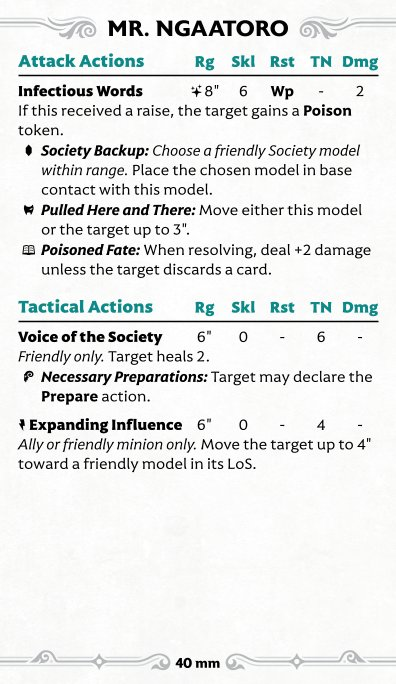 MR. NGAATORO
Attack Actions Rg Skl Rst TN Dmg
Infectious Words 8" 6 Wp - 2
If this received a raise, the target gains a Poison
token.
Society Backup: Choose a friendly Society model
within range. Place the chosen model in base
contact with this model.
Pulled Here and There: Move either this model
or the target up to 3".
Poisoned Fate: When resolving, deal +2 damage
unless the target discards a card.
Tactical Actions Rg Skl Rst TN Dmg
Voice of the Society 6" 0 - 6 -
Friendly only. Target heals 2.
Necessary Preparations: Target may declare the
Prepare action.
Expanding Influence 6" 0 - 4 -
Ally or friendly minion only. Move the target up to 4"
toward a friendly model in its LoS.
40 mm